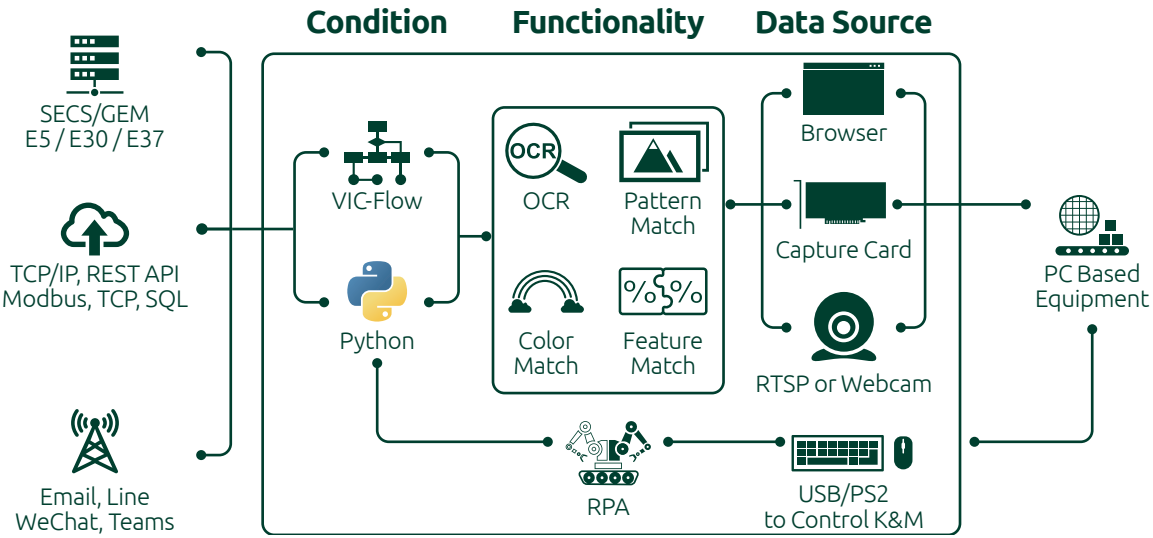 Condition
Functionality
Data Source
SECS/GEM
E5 / E30 / E37
TCP/IP, REST API
Modbus, TCP, SQL
Email, Line
WeChat, Teams
VIC-Flow
Python
OCR
OCR
Pattern
Match
Color
Match
%
%
Feature
Match
RPA
Browser
Capture Card
RTSP or Webcam
USB/PS2
to Control K&M
PC Based
Equipment